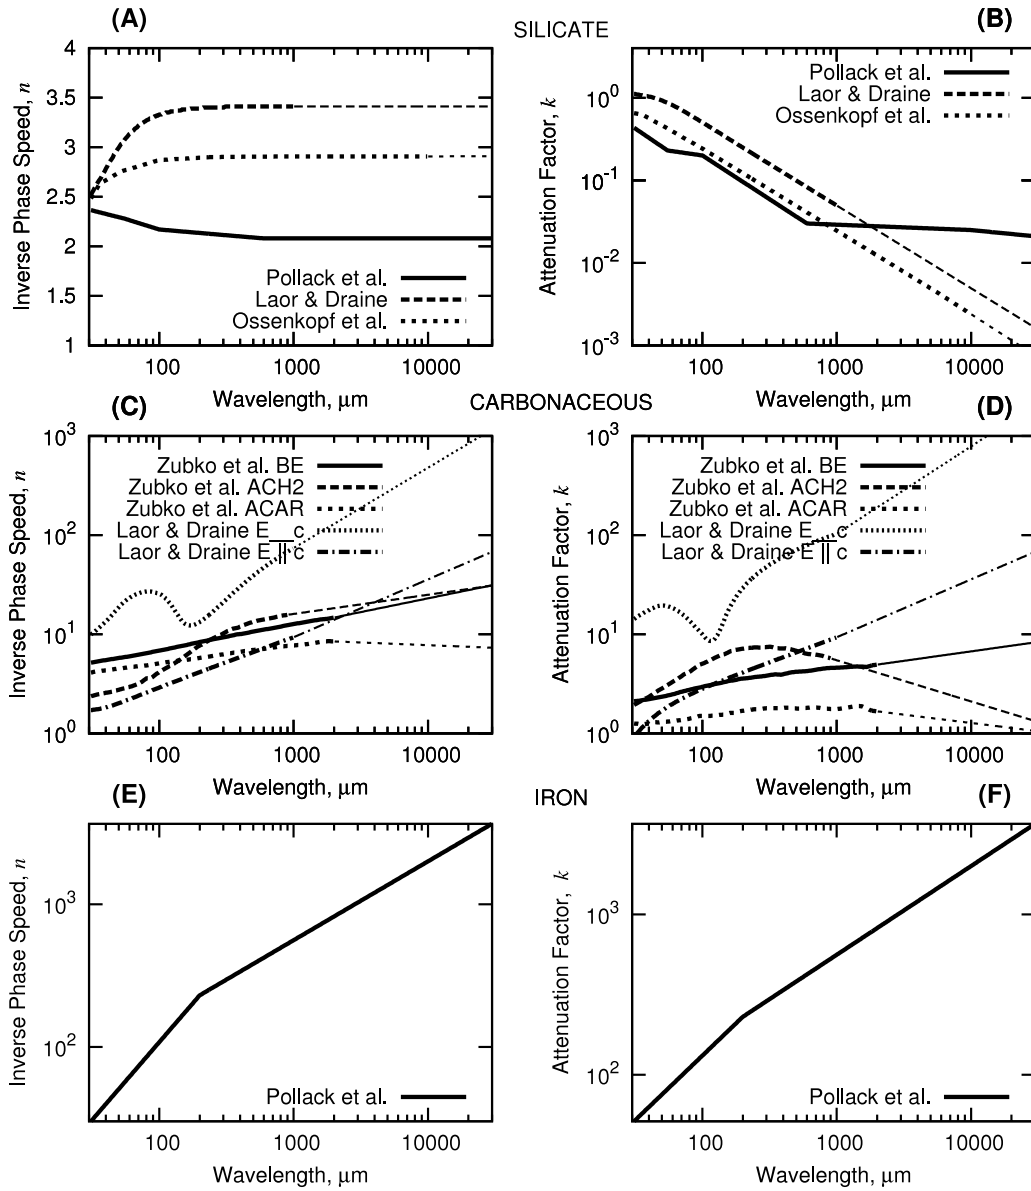 (A) SILICATE (B)
Inverse Phase Speed, n
4
3.5
3
2.5
2
1.5
1
Pollack et al.
Laor & Draine
Ossenkopf et al.
100 1000 10000
Wavelength, μm
Attenuation Factor, k
10^0
10^-1
10^-2
10^-3
Pollack et al.
Laor & Draine
Ossenkopf et al.
100 1000 10000
Wavelength, μm
(C) CARBONACEOUS (D)
Inverse Phase Speed, n
10^3
10^2
10^1
10^0
Zubko et al. BE
Zubko et al. ACH2
Zubko et al. ACAR
Laor & Draine E⊥c
Laor & Draine E||c
100 1000 10000
Wavelength, μm
Attenuation Factor, k
10^3
10^2
10^1
10^0
Zubko et al. BE
Zubko et al. ACH2
Zubko et al. ACAR
Laor & Draine E⊥c
Laor & Draine E||c
100 1000 10000
Wavelength, μm
(E) IRON (F)
Inverse Phase Speed, n
10^3
10^2
Pollack et al.
100 1000 10000
Wavelength, μm
Attenuation Factor, k
10^3
10^2
Pollack et al.
100 1000 10000
Wavelength, μm